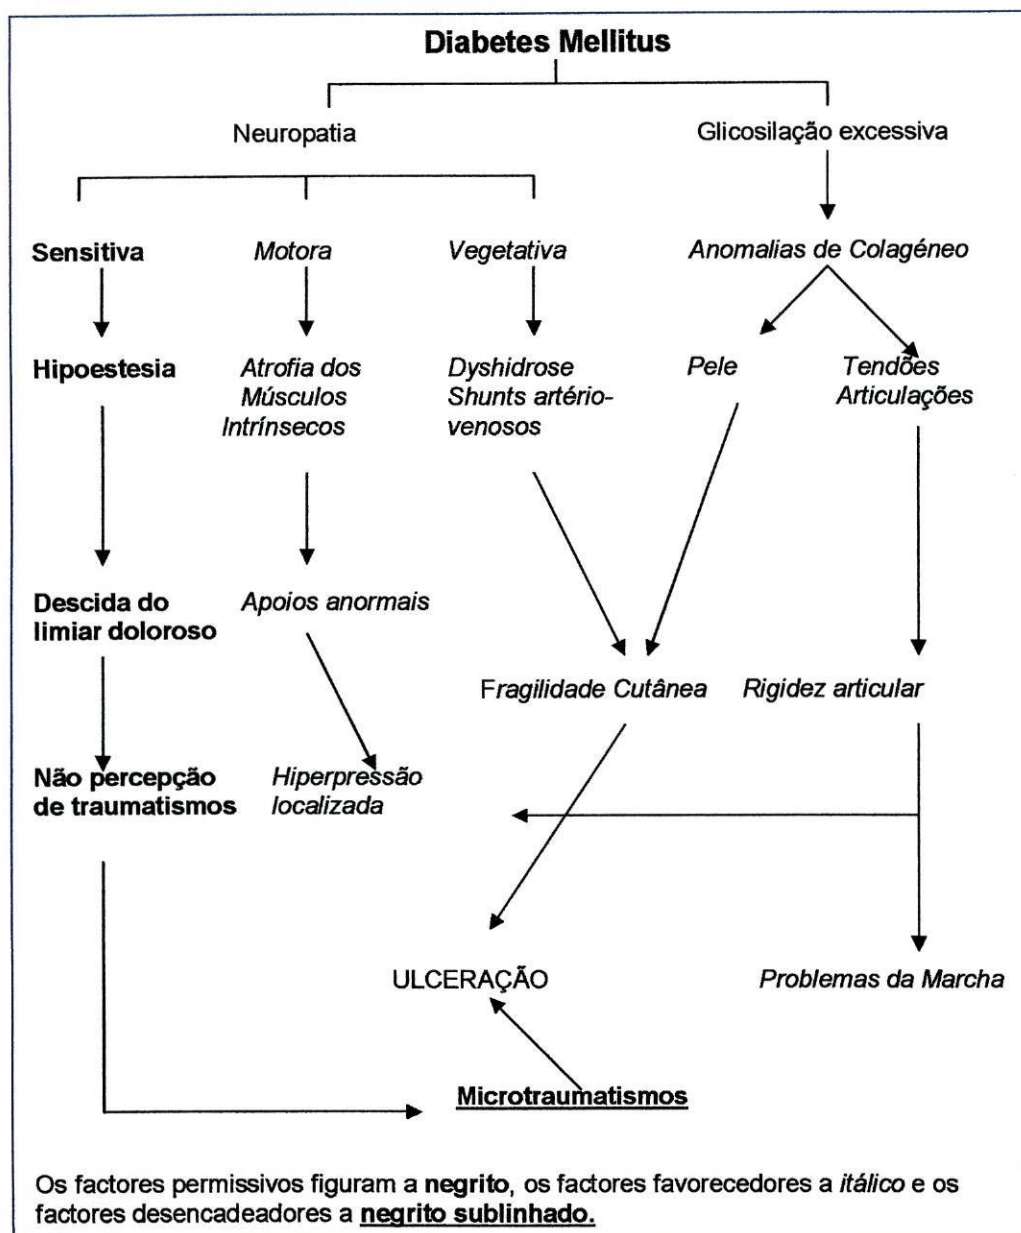 Diabetes Mellitus
Neuropatia
Glicosilação excessiva
Sensitiva
Motora
Vegetativa
Anomalias de Colagéneo
Hipoestesia
Atrofia dos
Músculos
Intrínsecos
Dyshidrose
Shunts artério-
venosos
Pele
Tendões
Articulações
Descida do
limiar doloroso
Apoios anormais
Fragilidade Cutânea
Rigidez articular
Não percepção
de traumatismos
Hiperpressão
localizada
ULCERAÇÃO
Problemas da Marcha
Microtraumatismos
Os factores permissivos figuram a negrito, os factores favorecedores a itálico e os
factores desencadeadores a negrito sublinhado.